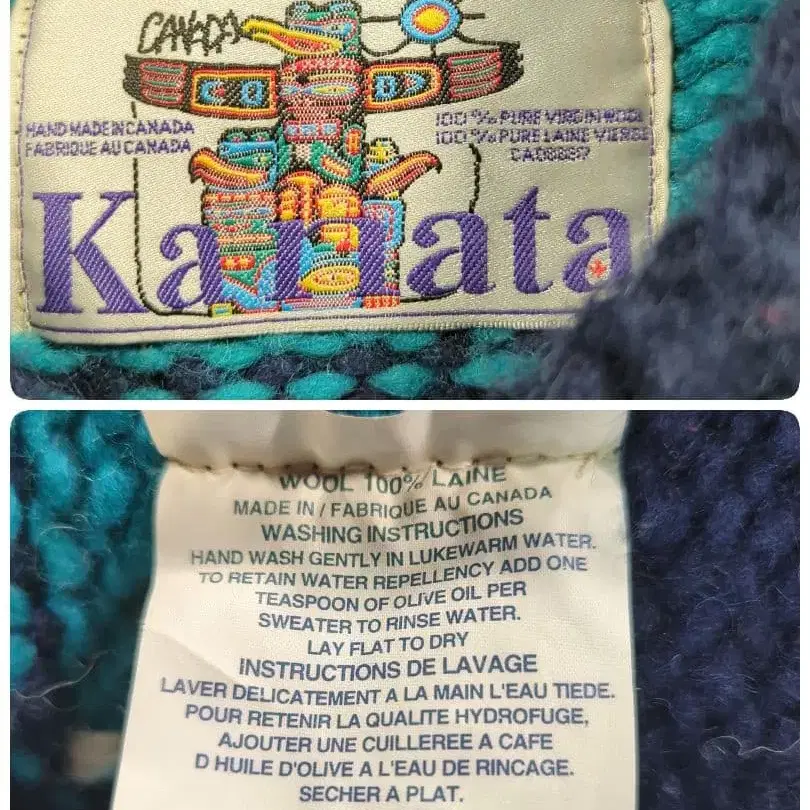 CANADA
HAND MADE IN CANADA
FABRIQUE AU CANADA
100 % PURE VIRGIN WOOL
100 % PURE LAINE VIERGE
Kanata
WOOL 100% LAINE
MADE IN / FABRIQUE AU CANADA
WASHING INSTRUCTIONS
HAND WASH GENTLY IN LUKEWARM WATER.
TO RETAIN WATER REPELLENCY ADD ONE
TEASPOON OF OLIVE OIL PER
SWEATER TO RINSE WATER.
LAY FLAT TO DRY
INSTRUCTIONS DE LAVAGE
LAVER DELICATEMENT A LA MAIN L'EAU TIEDE.
POUR RETENIR LA QUALITE HYDROFUGE,
AJOUTER UNE CUILLEREE A CAFE
D HUILE D'OLIVE A L'EAU DE RINCAGE.
SECHER A PLAT.